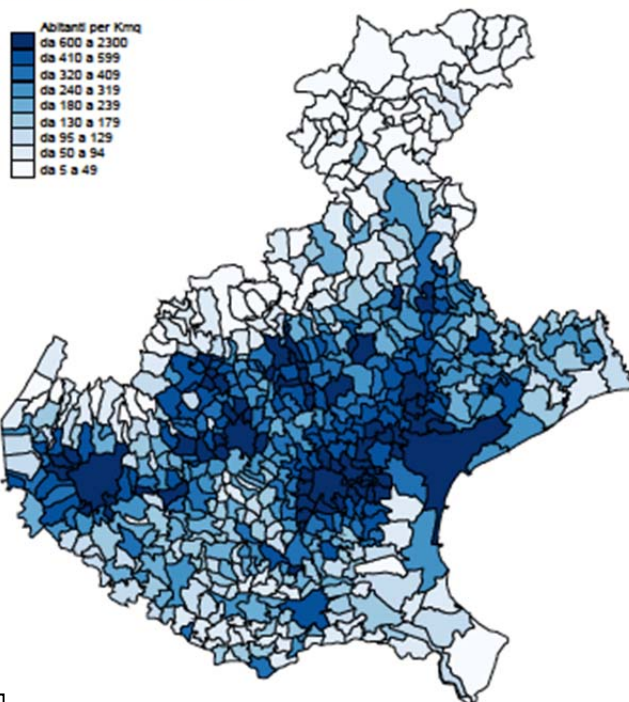 Abitanti per Kmq
da 600 a 2300
da 410 a 599
da 320 a 409
da 240 a 319
da 180 a 239
da 130 a 179
da 95 a 129
da 50 a 94
da 5 a 49